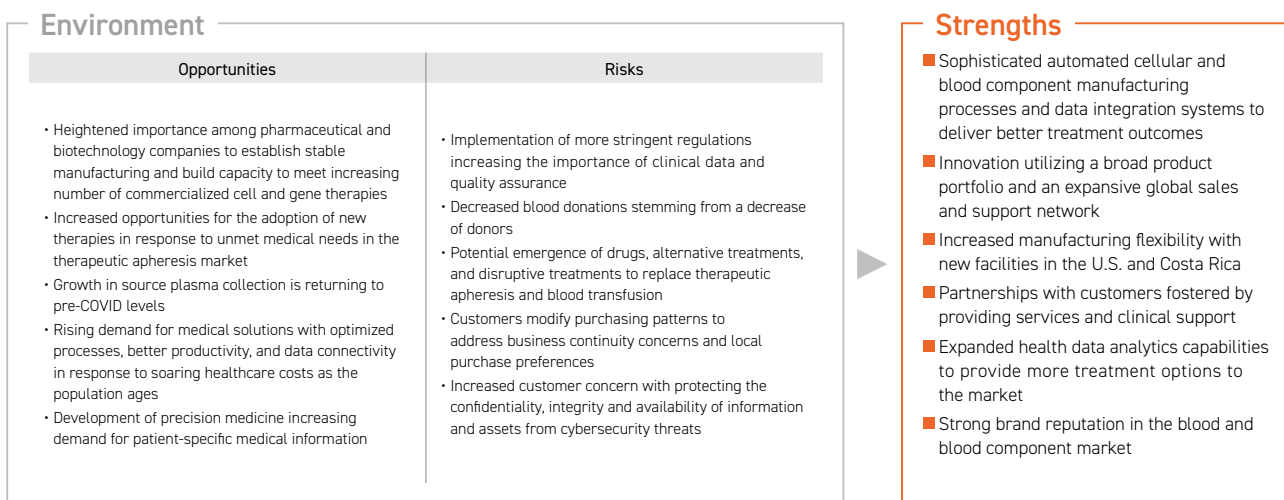 Environment
Opportunities
Risks
・Heightened importance among pharmaceutical and
biotechnology companies to establish stable
manufacturing and build capacity to meet increasing
number of commercialized cell and gene therapies
・Increased opportunities for the adoption of new
therapies in response to unmet medical needs in the
therapeutic apheresis market
・Growth in source plasma collection is returning to
pre-COVID levels
・Rising demand for medical solutions with optimized
processes, better productivity, and data connectivity
in response to soaring healthcare costs as the
population ages
・Development of precision medicine increasing
demand for patient-specific medical information
・Implementation of more stringent regulations
increasing the importance of clinical data and
quality assurance
・Decreased blood donations stemming from a decrease
of donors
・Potential emergence of drugs, alternative treatments,
and disruptive treatments to replace therapeutic
apheresis and blood transfusion
・Customers modify purchasing patterns to
address business continuity concerns and local
purchase preferences
・Increased customer concern with protecting the
confidentiality, integrity and availability of information
and assets from cybersecurity threats
Strengths
Sophisticated automated cellular and
blood component manufacturing
processes and data integration systems to
deliver better treatment outcomes
Innovation utilizing a broad product
portfolio and an expansive global sales
and support network
Increased manufacturing flexibility with
new facilities in the U.S. and Costa Rica
Partnerships with customers fostered by
providing services and clinical support
Expanded health data analytics capabilities
to provide more treatment options to
the market
Strong brand reputation in the blood and
blood component market